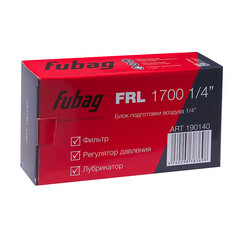 fubag
FRL 1700 1/4”
Блок подготовки воздуха 1/4"
ART 190140
Фильтр
Регулятор давления
Лубрикатор